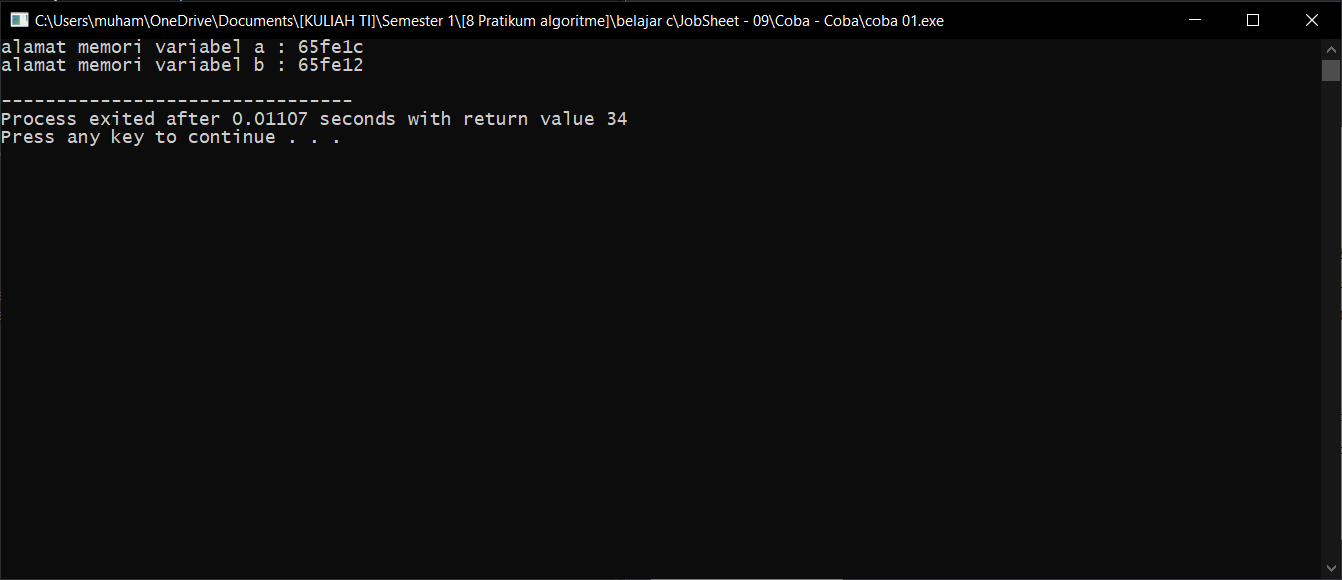 C:\Users\muham\OneDrive\Documents\[KULIAH TI]\Semester 1\[8 Pratikum algoritme]\belajar c\JobSheet - 09\Coba - Coba\coba 01.exe
alamat memori variabel a : 65fe1c
alamat memori variabel b : 65fe12
--------------------------------
Process exited after 0.01107 seconds with return value 34
Press any key to continue . . .